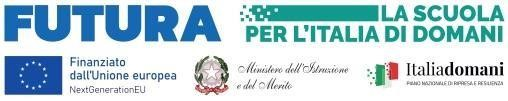 FUTURA
LA SCUOLA
PER L'ITALIA DI DOMANI
Finanziato
dall'Unione europea
NextGenerationEU
Ministero dell'Istruzione
e del Merito
Italiadomani
PIANO NAZIONALE DI RIPRESA E RESILIENZA